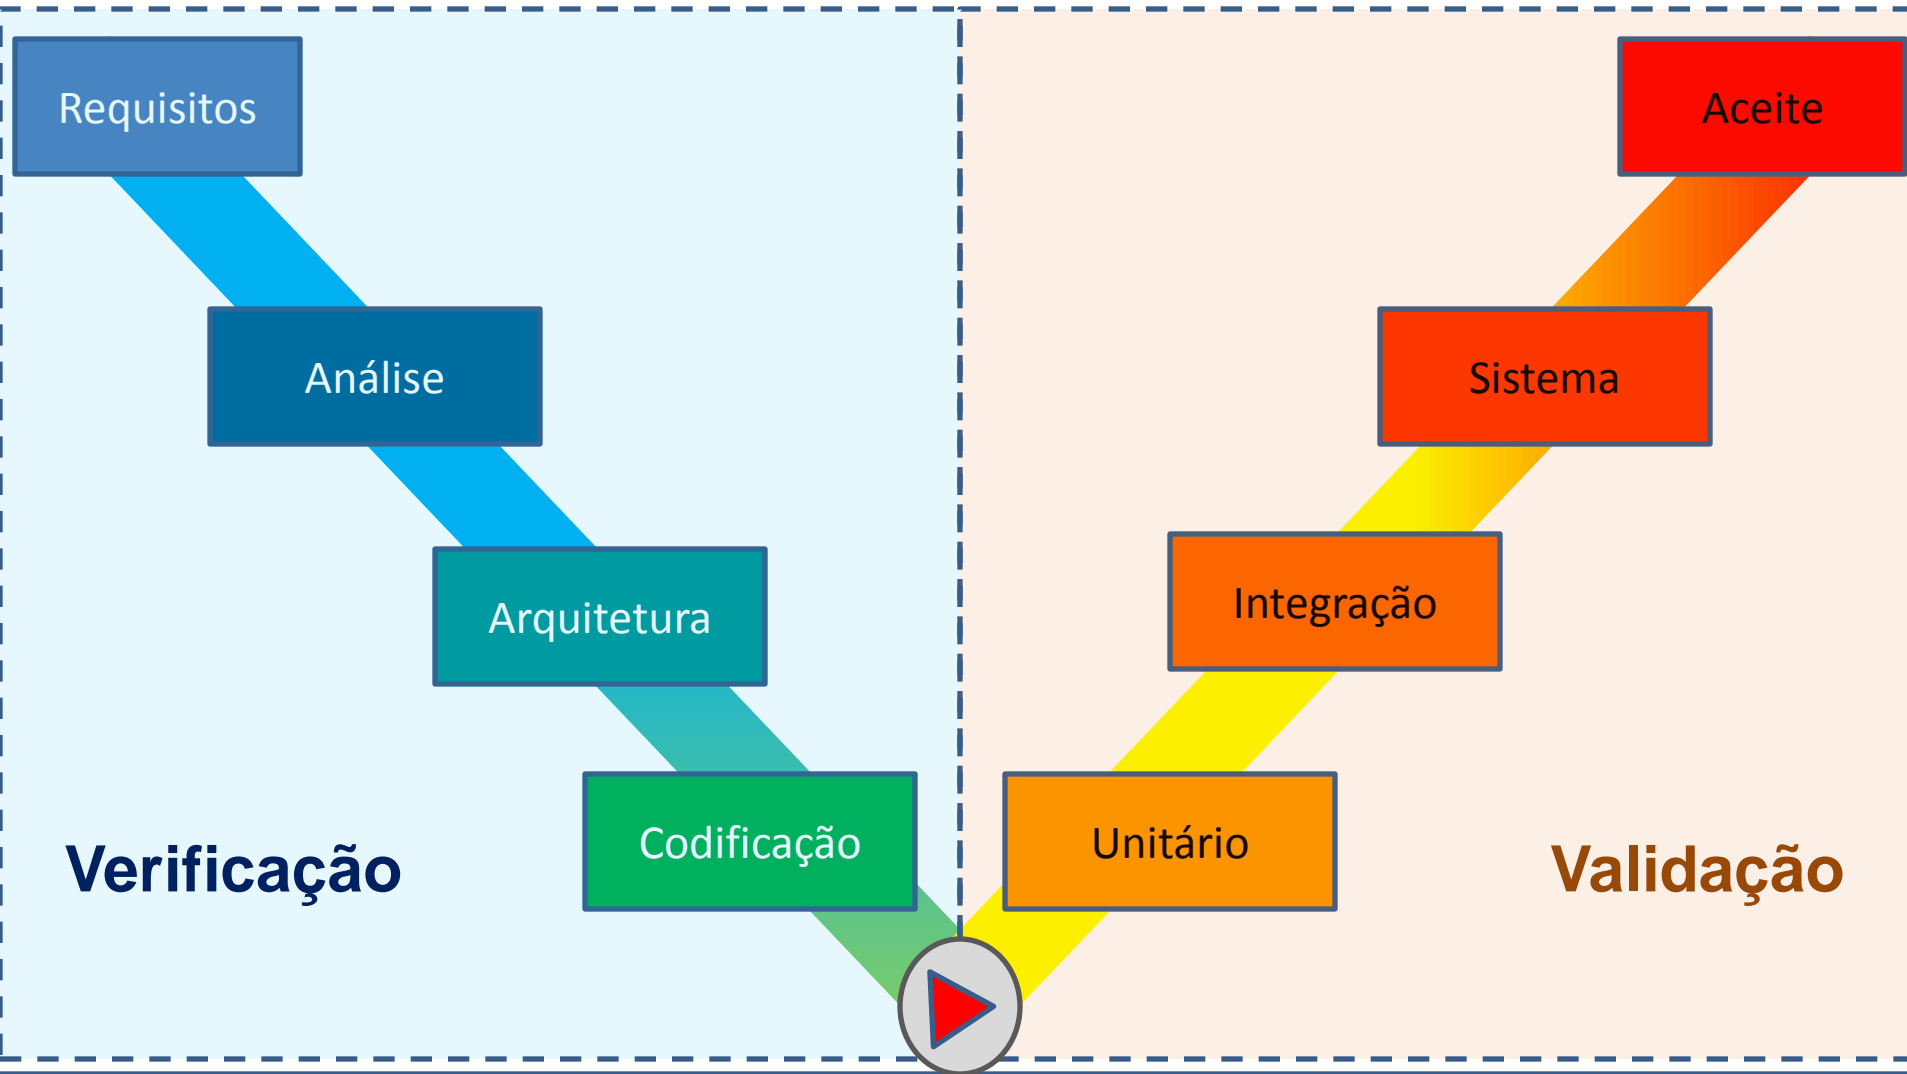 Requisitos
Análise
Arquitetura
Codificação
Verificação
Aceite
Sistema
Integração
Unitário
Validação